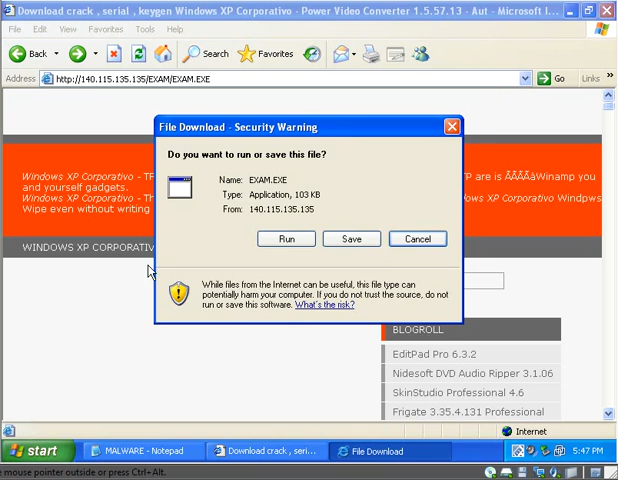 Download crack , serial , keygen Windows XP Corporativo - Power Video Converter 1.5.57.13 - Aut - Microsoft I...
File Edit View Favorites Tools Help
Back Search Favorites
Address http://140.115.135.135/EXAM/EXAM.EXE Go Links »
File Download - Security Warning
Do you want to run or save this file?
Name: EXAM.EXE
Type: Application, 103 KB
From: 140.115.135.135
Run Save Cancel
While files from the Internet can be useful, this file type can
potentially harm your computer. If you do not trust the source, do not
run or save this software. What's the risk?
Windows XP Corporativo - T
and yourself gadgets.
Windows XP Corporativo -
Wipe even without writing
TP are is ÃÃÃÃàWinamp you
Windows XP Corporativo Windpws
WINDOWS XP CORPORATIV
BLOGROLL
EditPad Pro 6.3.2
Nidesoft DVD Audio Ripper 3.1.06
SkinStudio Professional 4.6
Frigate 3.35.4.131 Professional
Internet
start MALWARE - Notepad Download crack , seri... File Download 5:47 PM
e mouse pointer outside or press Ctrl+Alt.